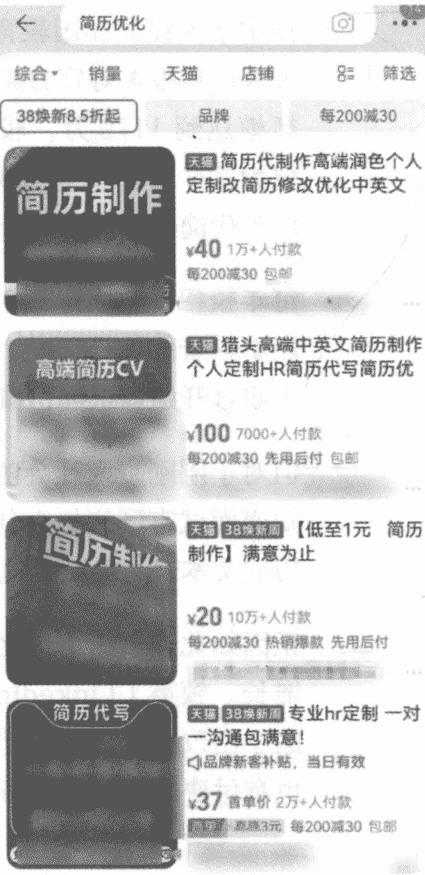 简历优化
综合
销量
天猫
店铺
筛选
38焕新8.5折起
品牌
每200减30
简历制作
天猫 简历代制作高端润色个人
定制改简历修改优化中英文
¥40 1万+人付款
每200减30 包邮
高端简历CV
天猫 猎头高端中英文简历制作
个人定制HR简历代写简历优
¥100 7000+人付款
每200减30 先用后付 包邮
简历制作
天猫 38焕新周 【低至1元 简历
制作】满意为止
¥20 10万+人付款
每200减30 热销爆款 先用后付
简历代写
天猫 38焕新周 专业hr定制 一对
一沟通包满意!
品牌新客补贴，当日有效
¥37 首单价 2万+人付款
每200减30 包邮